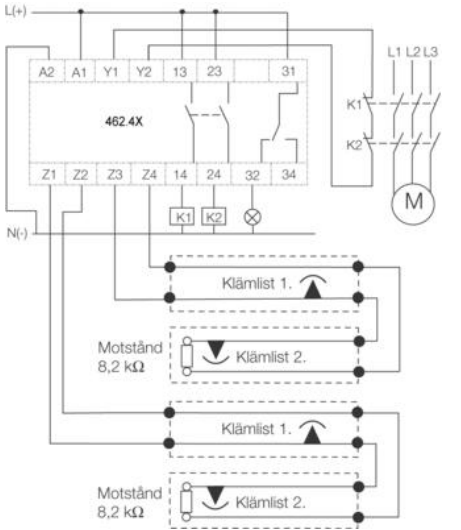 L(+)
L1 L2 L3
A2 A1 Y1 Y2 13 23 31
K1
462.4X
K2
Z1 Z2 Z3 Z4 14 24 32 34
M
K1 K2
N(-)
Klämlist 1.
Motstånd
8,2 kΩ
Klämlist 2.
Klämlist 1.
Motstånd
8,2 kΩ
Klämlist 2.